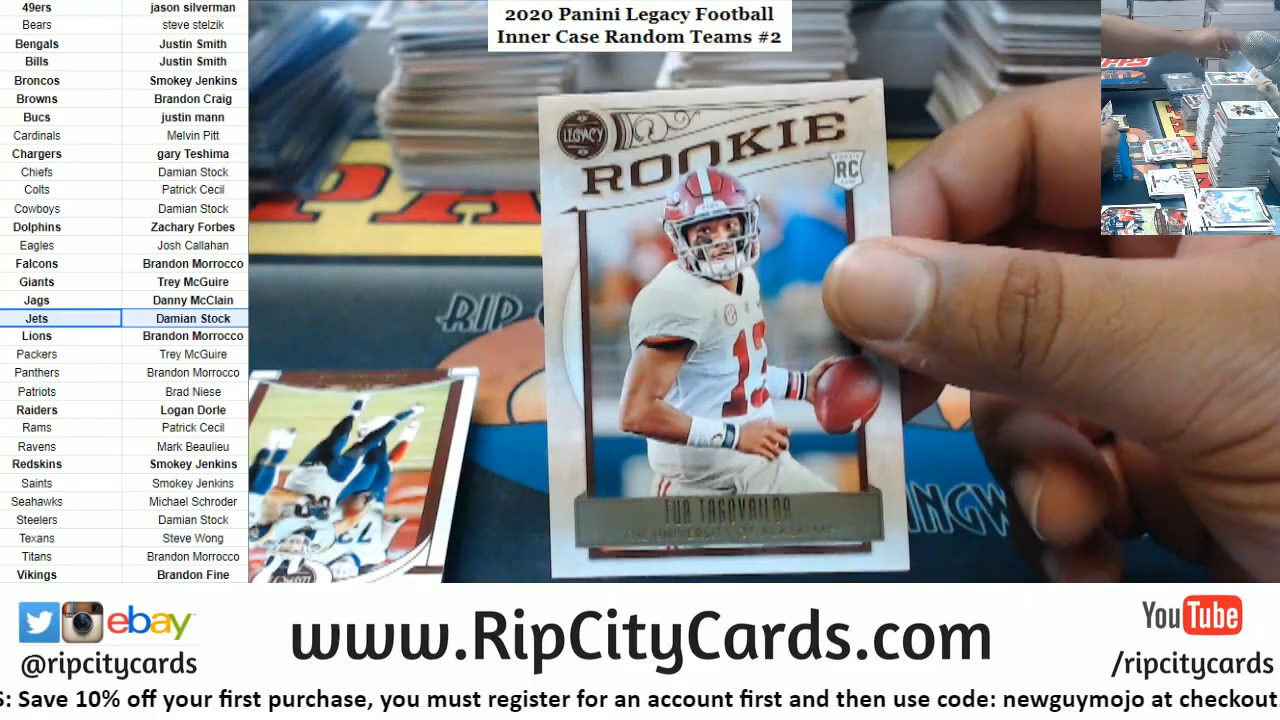 49ers jason silverman
Bears steve stelzik
Bengals Justin Smith
Bills Justin Smith
Broncos Smokey Jenkins
Browns Brandon Craig
Bucs justin mann
Cardinals Melvin Pitt
Chargers gary Teshima
Chiefs Damian Stock
Colts Patrick Cecil
Cowboys Damian Stock
Dolphins Zachary Forbes
Eagles Josh Callahan
Falcons Brandon Morrocco
Giants Trey McGuire
Jags Danny McClain
Jets Damian Stock
Lions Brandon Morrocco
Packers Trey McGuire
Panthers Brandon Morrocco
Patriots Brad Niese
Raiders Logan Dorle
Rams Patrick Cecil
Ravens Mark Beaulieu
Redskins Smokey Jenkins
Saints Smokey Jenkins
Seahawks Michael Schroder
Steelers Damian Stock
Texans Steve Wong
Titans Brandon Morrocco
Vikings Brandon Fine
2020 Panini Legacy Football
Inner Case Random Teams #2
LEGACY
ROOKIE
RC
TUA TAGOVAILOA
THE UNIVERSITY OF ALABAMA
RIP
ebay
@ripcitycards
www.RipCityCards.com
YouTube
/ripcitycards
S: Save 10% off your first purchase, you must register for an account first and then use code: newguymojo at checkout.